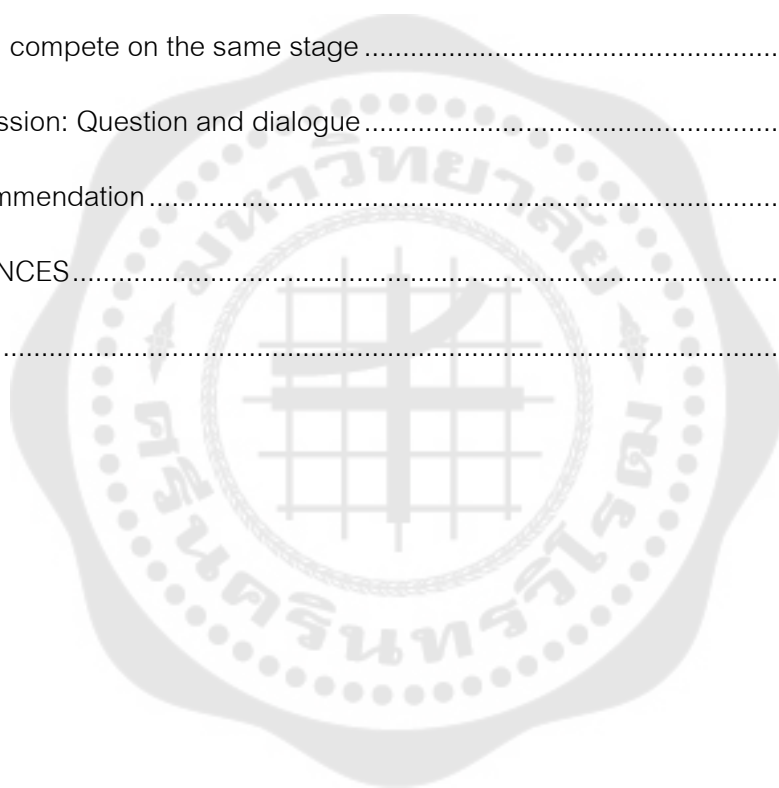 compete on the same stage ........................................................
ssion: Question and dialogue ........................................................
mmendation ........................................................
NCES ........................................................
........................................................
มหาวิทยาลัย
ศรีนครินทรวิโรฒ